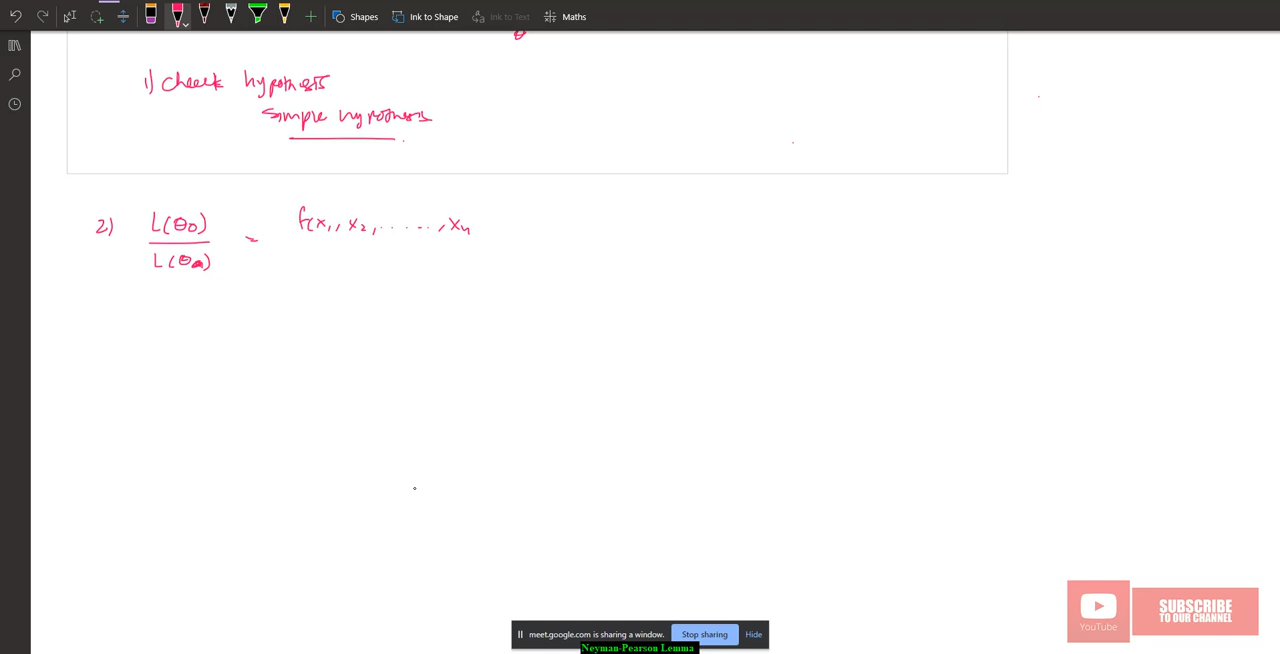 Shapes Ink to Shape Ink to Text Maths
θ
1) Check hypothesis
Simple hypothesis
2) L(θ0) / L(θa) = f(x1, x2, ......, xn
SUBSCRIBE
TO OUR CHANNEL
YouTube
meet.google.com is sharing a window. Stop sharing Hide
Neyman-Pearson Lemma